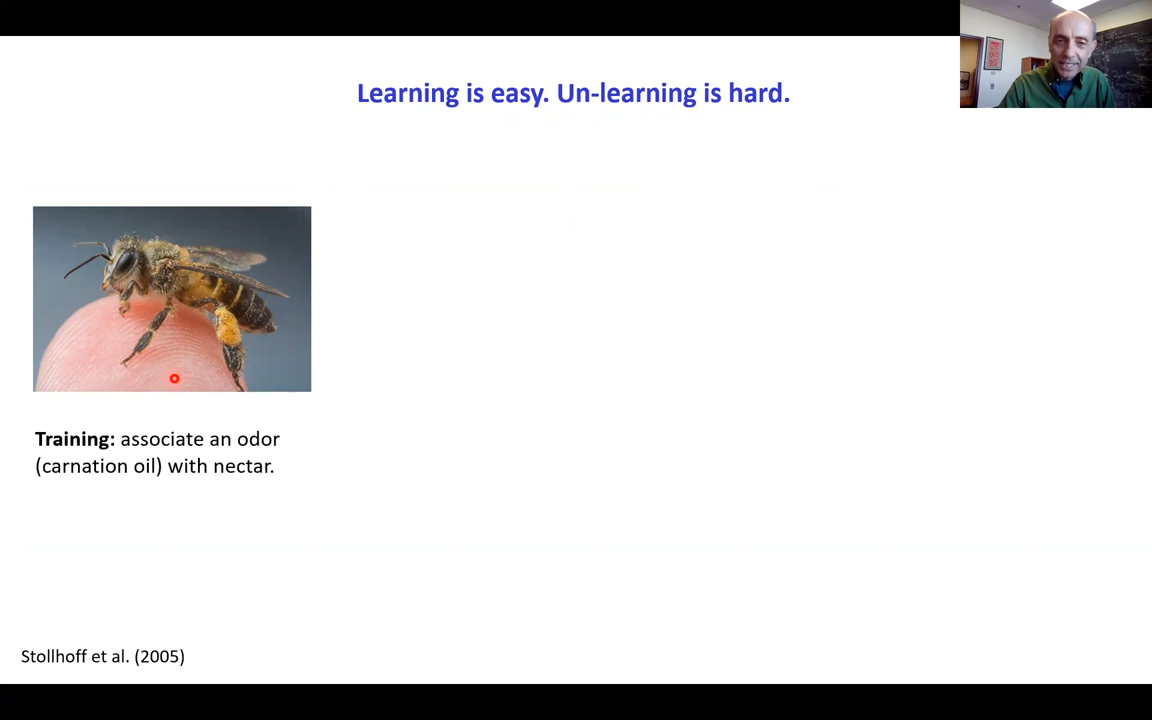 Learning is easy. Un-learning is hard.
Training: associate an odor
(carnation oil) with nectar.
Stollhoff et al. (2005)